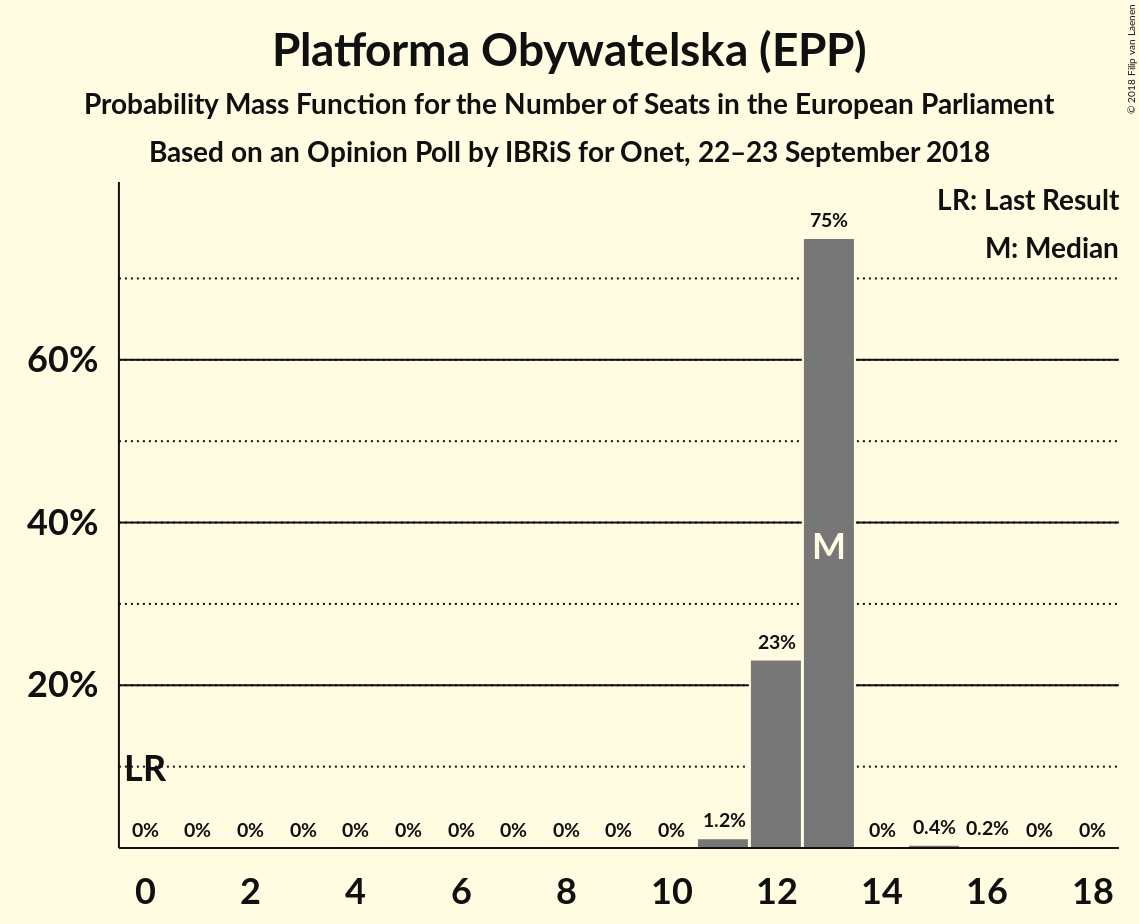 Platforma Obywatelska (EPP)
Probability Mass Function for the Number of Seats in the European Parliament
Based on an Opinion Poll by IBRiS for Onet, 22–23 September 2018
© 2018 Filip van Laenen
LR: Last Result
M: Median
75%
60%
40%
M
23%
20%
LR
0% 0% 0% 0% 0% 0% 0% 0% 0% 0% 0% 1.2% 0% 0.4% 0.2% 0% 0%
0 2 4 6 8 10 12 14 16 18